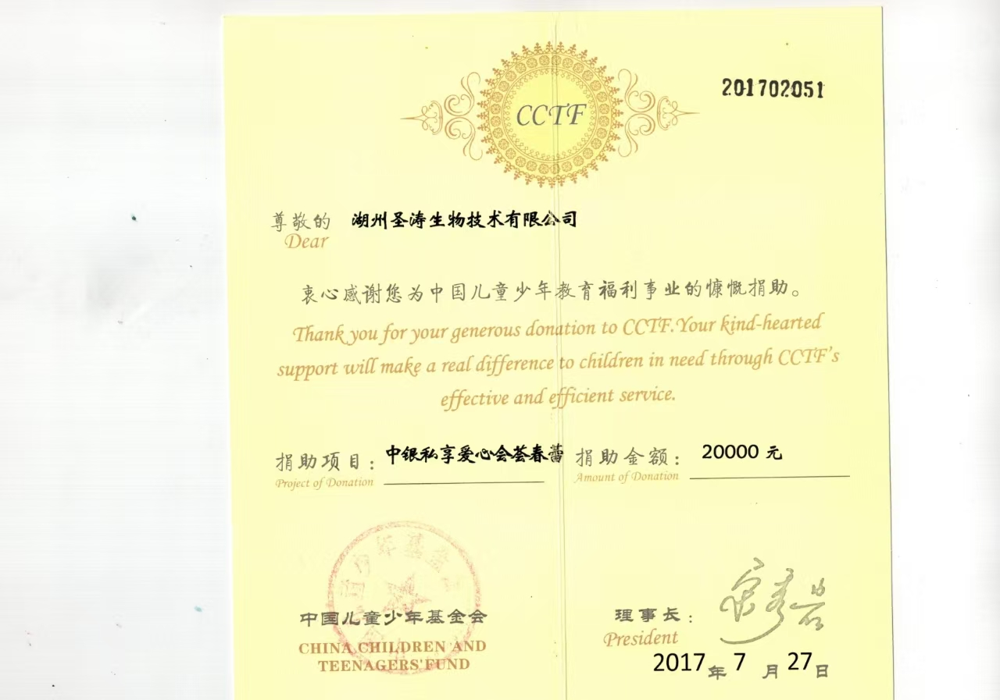 CCTF
201702051
尊敬的 湖州圣涛生物技术有限公司
Dear
衷心感谢您为中国儿童少年教育福利事业的慷慨捐助。
Thank you for your generous donation to CCTF.Your kind-hearted
support will make a real difference to children in need through CCTF's
effective and efficient service.
捐助项目: 中银私享爱心会荟春蕾 捐助金额: 20000 元
Project of Donation Amount of Donation
年基金
中国儿童少年基金会
CHINA CHILDREN AND
TEENAGERS'FUND
理事长:
President
2017年 7 月 27日